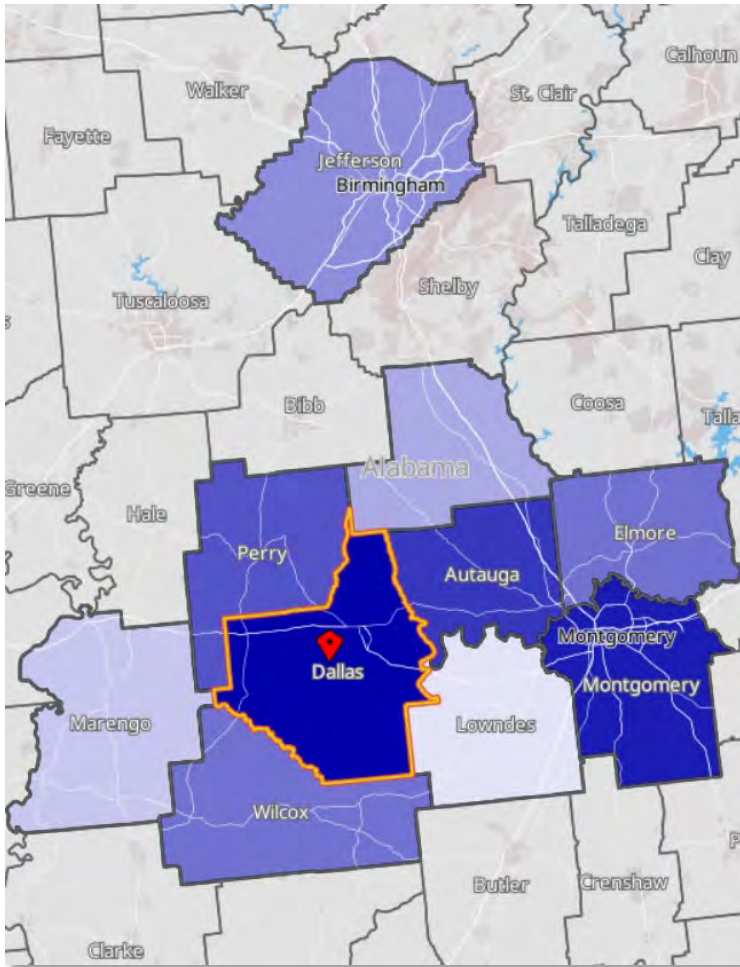 Calhoun
Walker
St. Clair
Fayette
Jefferson
Birmingham
Talladega
Clay
Shelby
Tuscaloosa
s
Bibb
Coosa
Talla
Alabama
Greene
Hale
Elmore
Perry
Autauga
Montgomery
Dallas
Montgomery
Marengo
Lowndes
Wilcox
P
Butler
Crenshaw
Clarke